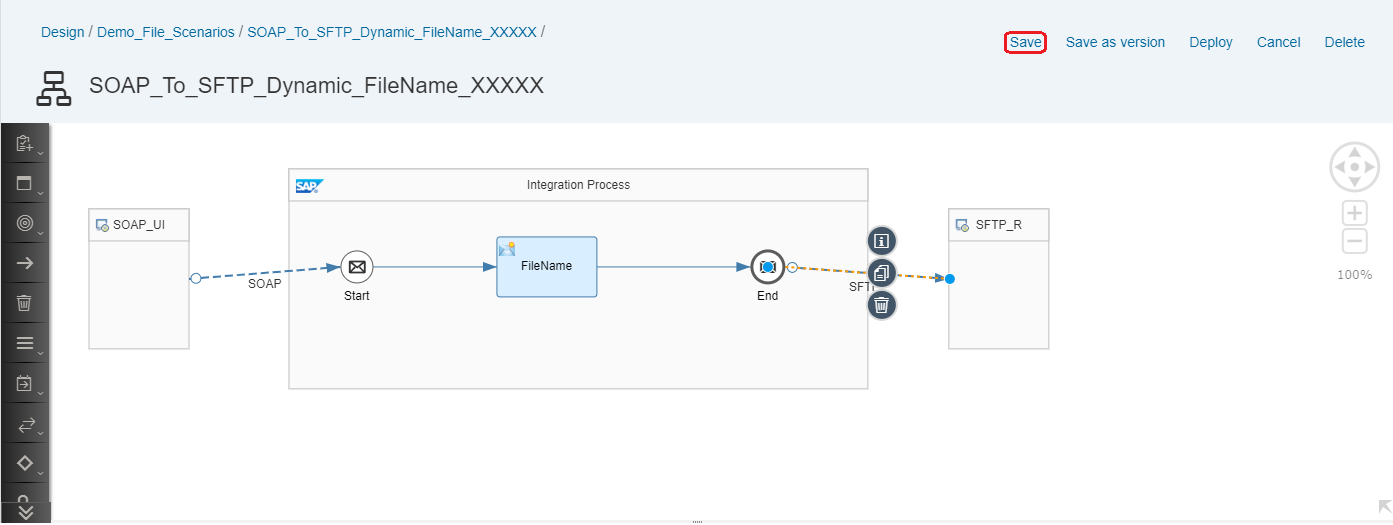 Design / Demo_File_Scenarios / SOAP_To_SFTP_Dynamic_FileName_XXXXX /
Save Save as version Deploy Cancel Delete
SOAP_To_SFTP_Dynamic_FileName_XXXXX
SAP Integration Process
SOAP_UI
SFTP_R
FileName
SOAP
Start
End
SFT
100%